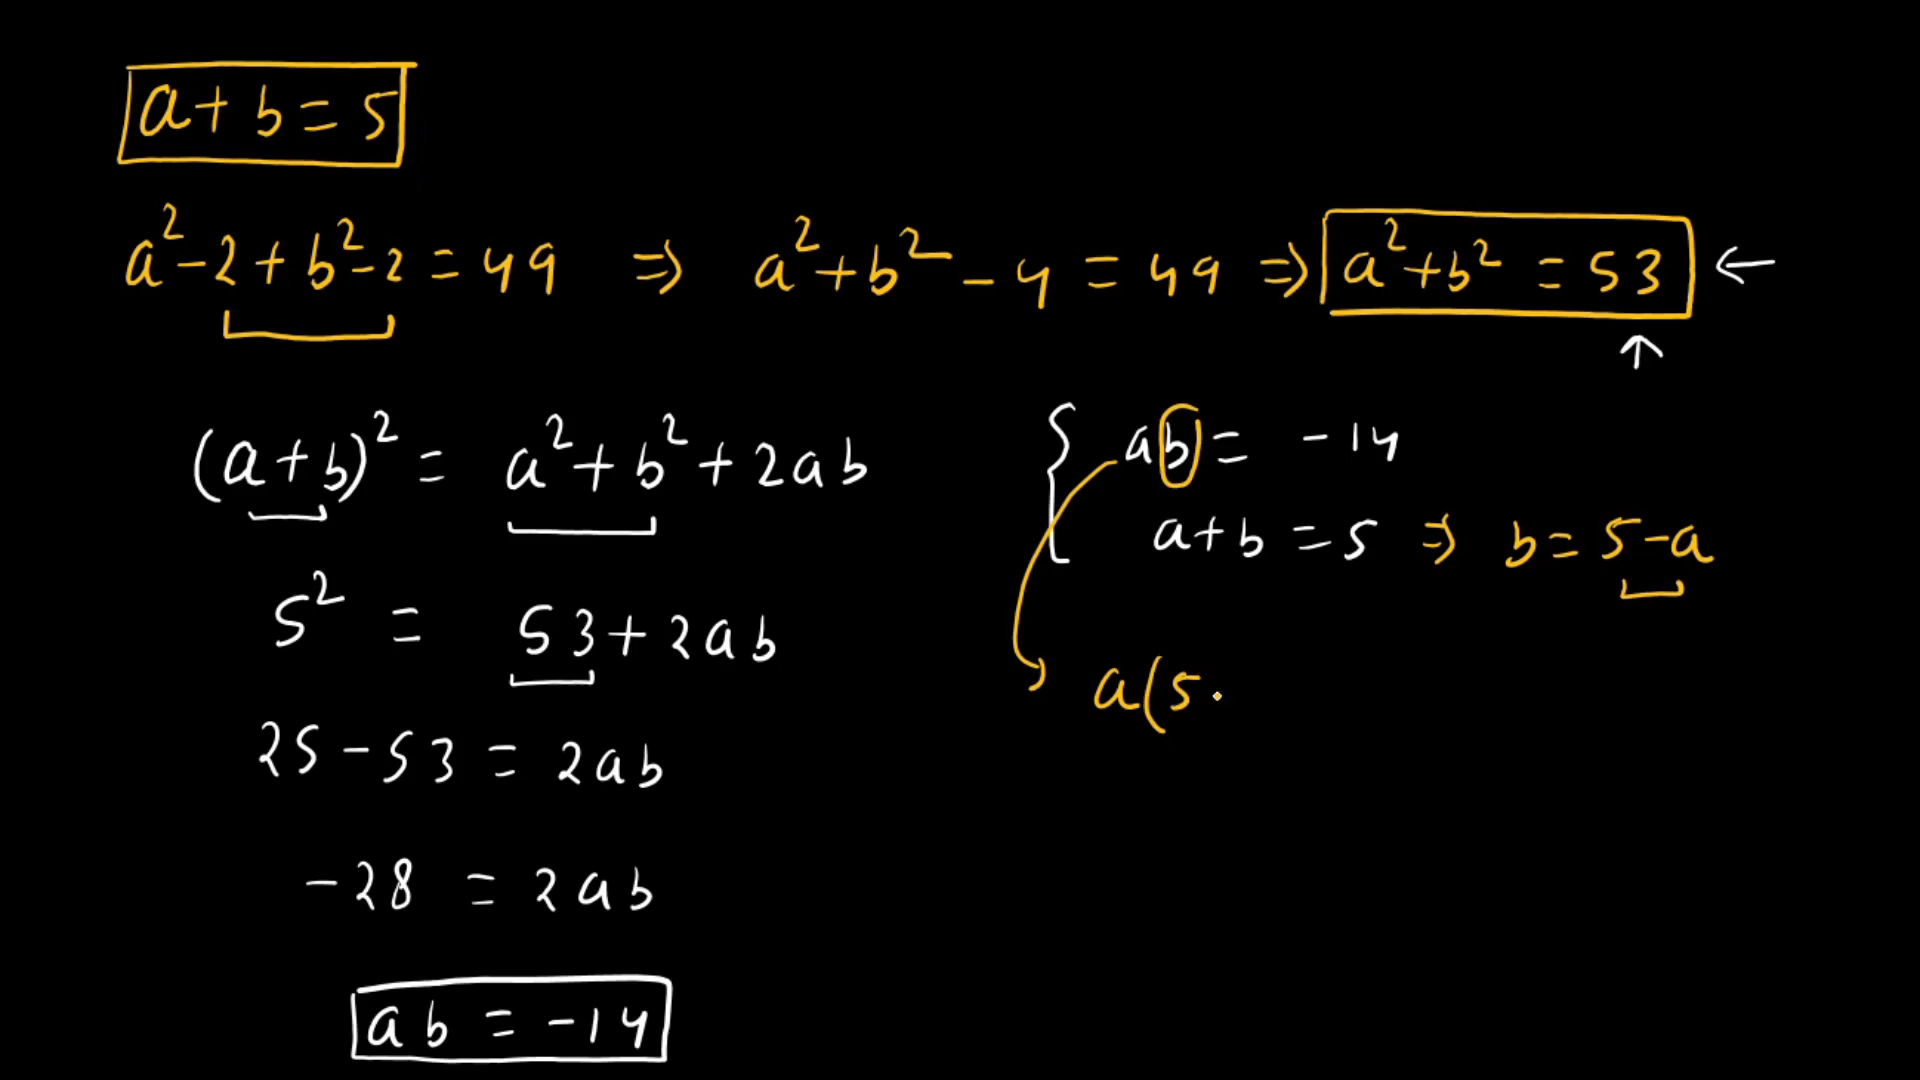 a + b = 5
a² - 2 + b² - 2 = 49 ⇒ a² + b² - 4 = 49 ⇒ a² + b² = 53 ←
↑
(a + b)² = a² + b² + 2ab
5² = 53 + 2ab
25 - 53 = 2ab
-28 = 2ab
ab = -14
{ ab = -14
a + b = 5 ⇒ b = 5 - a
a(5